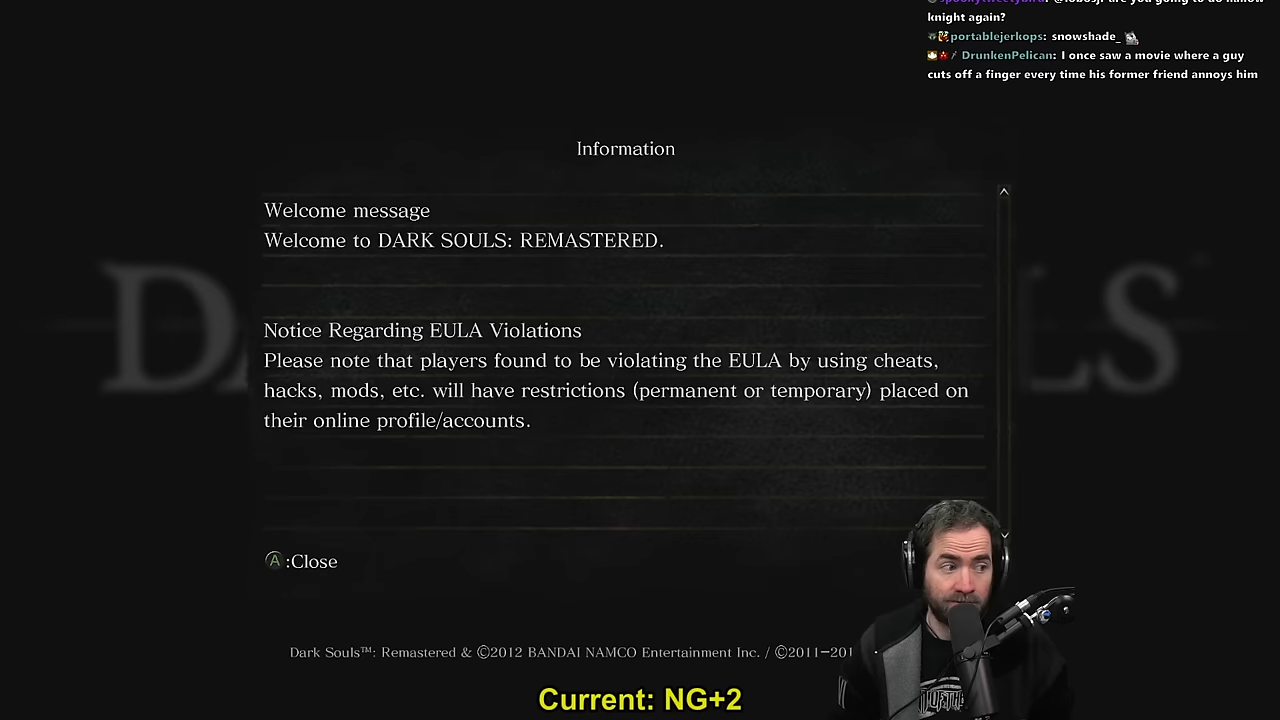 knight again?
portablejerkops: snowshade_
DrunkenPelican: I once saw a movie where a guy
cuts off a finger every time his former friend annoys him
Information
Welcome message
Welcome to DARK SOULS: REMASTERED.
Notice Regarding EULA Violations
Please note that players found to be violating the EULA by using cheats,
hacks, mods, etc. will have restrictions (permanent or temporary) placed on
their online profile/accounts.
A:Close
Dark Souls™: Remastered & ©2012 BANDAI NAMCO Entertainment Inc. / ©2011-201
Current: NG+2